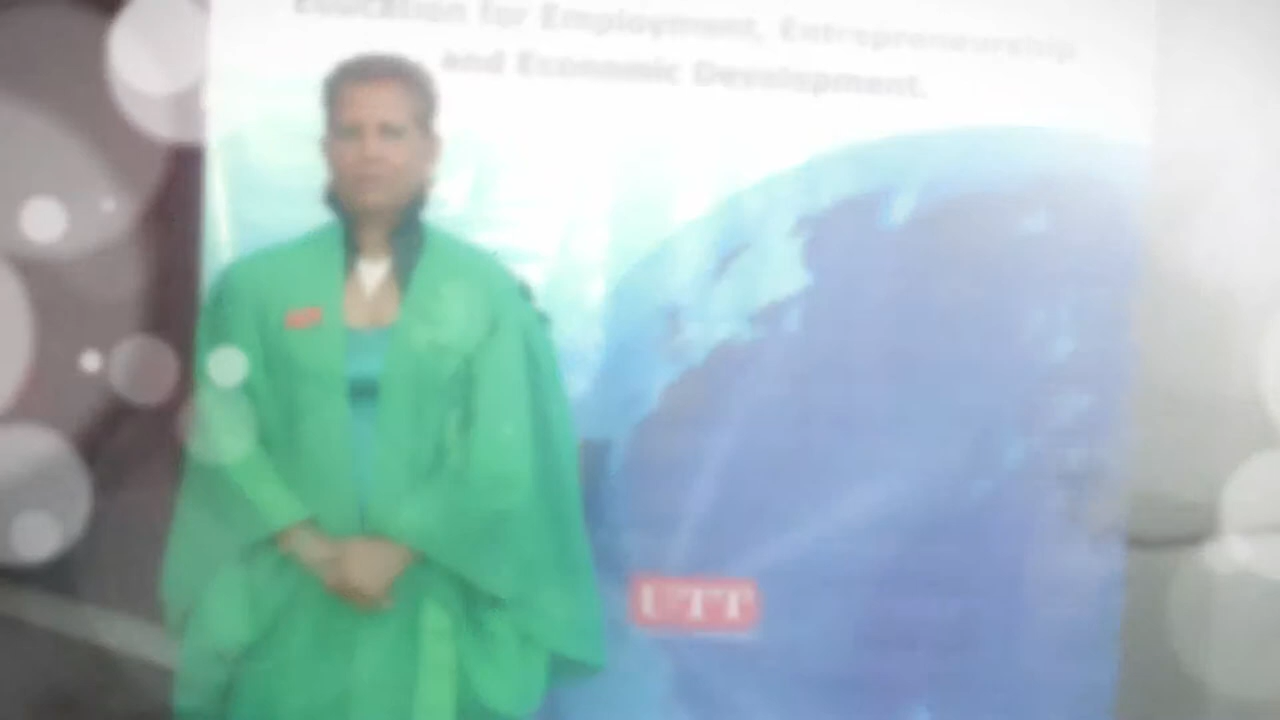 Education for Employment, Entrepreneurship
and Economic Development.
UTT